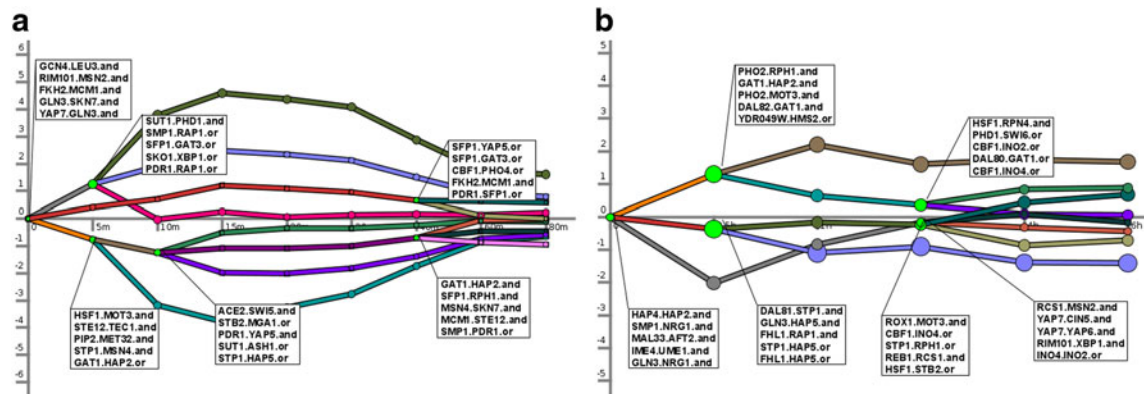 a
b
6
5
4
3
2
1
0
-1
-2
-3
-4
-5
-6
5
4
3
2
1
0
-1
-2
-3
-4
-5
GCN4.LEU3.and
RIM101.MSN2.and
FKH2.MCM1.and
GLN3.SKN7.and
YAP7.GLN3.and
SUT1.PHD1.and
SMP1.RAP1.or
SFP1.GAT3.or
SKO1.XBP1.or
PDR1.RAP1.or
SFP1.YAP5.or
SFP1.GAT3.or
CBF1.PHO4.or
FKH2.MCM1.and
PDR1.SFP1.or
0
5m
10m
15m
20m
30m
60m
80m
HSF1.MOT3.and
STE12.TEC1.and
PIP2.MET32.and
STP1.MSN4.and
GAT1.HAP2.or
ACE2.SWI5.and
STB2.MGA1.or
PDR1.YAP5.and
SUT1.ASH1.or
STP1.HAP5.or
GAT1.HAP2.or
SFP1.RPH1.and
MSN4.SKN7.and
MCM1.STE12.and
SMP1.PDR1.or
PHO2.RPH1.and
GAT1.HAP2.and
PHO2.MOT3.and
DAL82.GAT1.and
YDR049W.HMS2.or
HSF1.RPN4.and
PHD1.SWI6.or
CBF1.INO2.or
DAL80.GAT1.or
CBF1.INO4.or
HAP4.HAP2.and
SMP1.NRG1.and
MAL33.AFT2.and
IME4.UME1.and
GLN3.NRG1.and
DAL81.STP1.and
GLN3.HAP5.and
FHL1.RAP1.and
STP1.HAP5.or
FHL1.HAP5.or
ROX1.MOT3.and
CBF1.INO4.or
STP1.RPH1.or
REB1.RCS1.and
HSF1.STB2.or
RCS1.MSN2.and
YAP7.CIN5.and
YAP7.YAP6.and
RIM101.XBP1.and
INO4.INO2.or